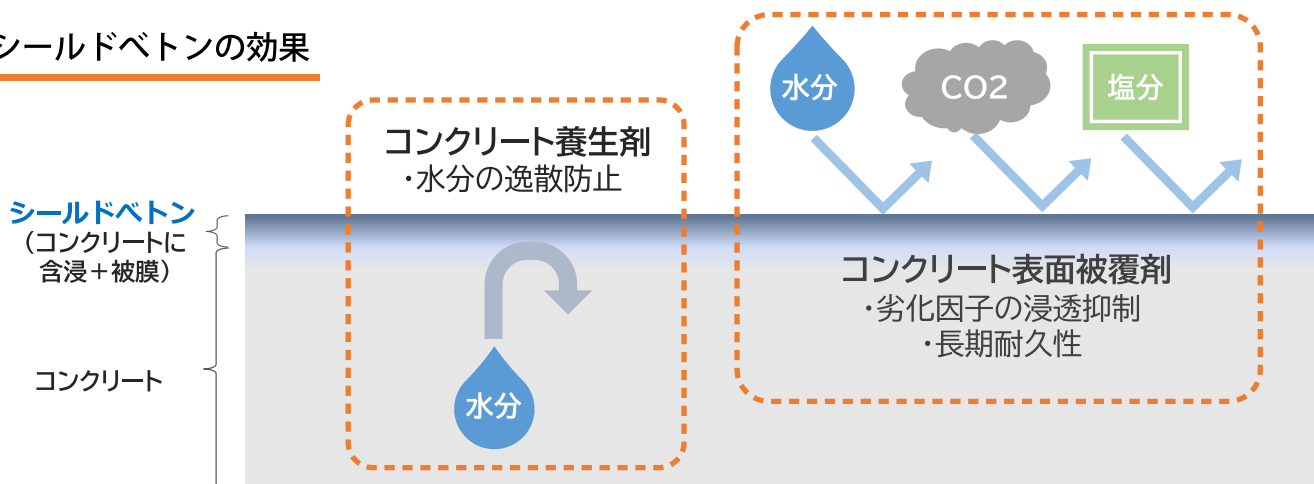 シールドベトンの効果
水分
CO2
塩分
コンクリート養生剤
・水分の逸散防止
シールドベトン
（コンクリートに
含浸＋被膜）
コンクリート表面被覆剤
・劣化因子の浸透抑制
・長期耐久性
コンクリート
水分